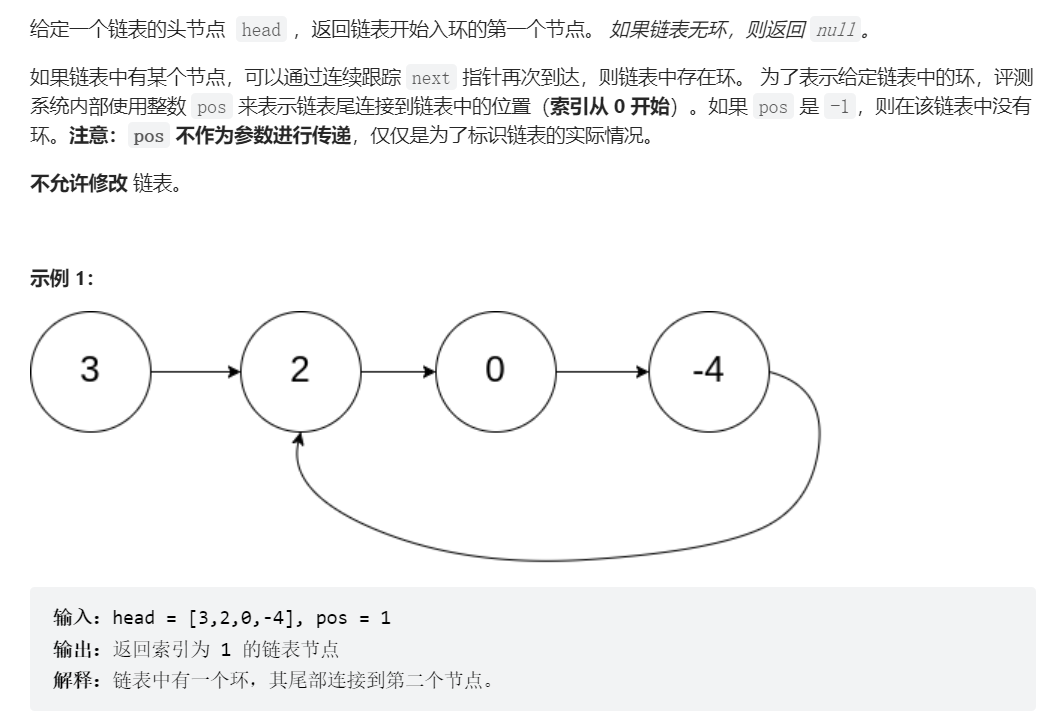 给定一个链表的头节点 head ，返回链表开始入环的第一个节点。 如果链表无环，则返回 null。
如果链表中有某个节点，可以通过连续跟踪 next 指针再次到达，则链表中存在环。 为了表示给定链表中的环，评测
系统内部使用整数 pos 来表示链表尾连接到链表中的位置（索引从 0 开始）。如果 pos 是 -1，则在该链表中没有
环。注意：pos 不作为参数进行传递，仅仅是为了标识链表的实际情况。
不允许修改 链表。
示例 1：
3
2
0
-4
输入：head = [3,2,0,-4], pos = 1
输出：返回索引为 1 的链表节点
解释：链表中有一个环，其尾部连接到第二个节点。